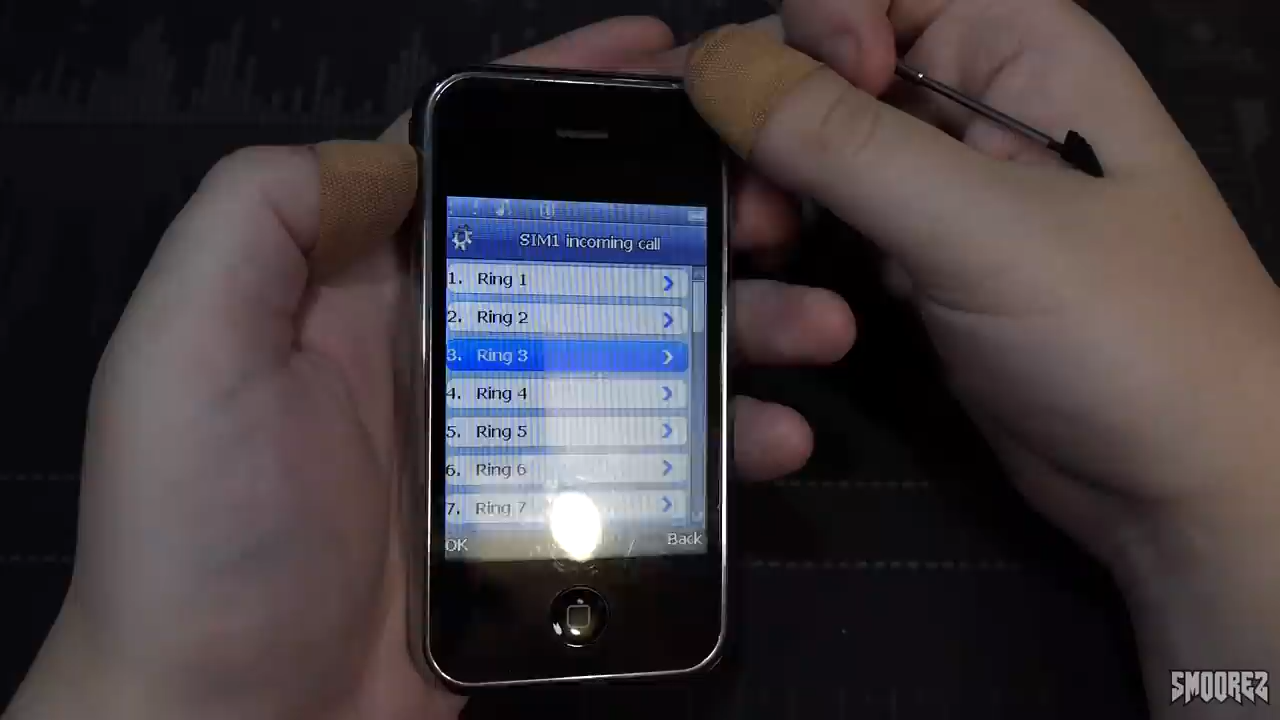 SIM1 incoming call
1. Ring 1
2. Ring 2
3. Ring 3
4. Ring 4
5. Ring 5
6. Ring 6
7. Ring 7
OK Back
SMOOREZ